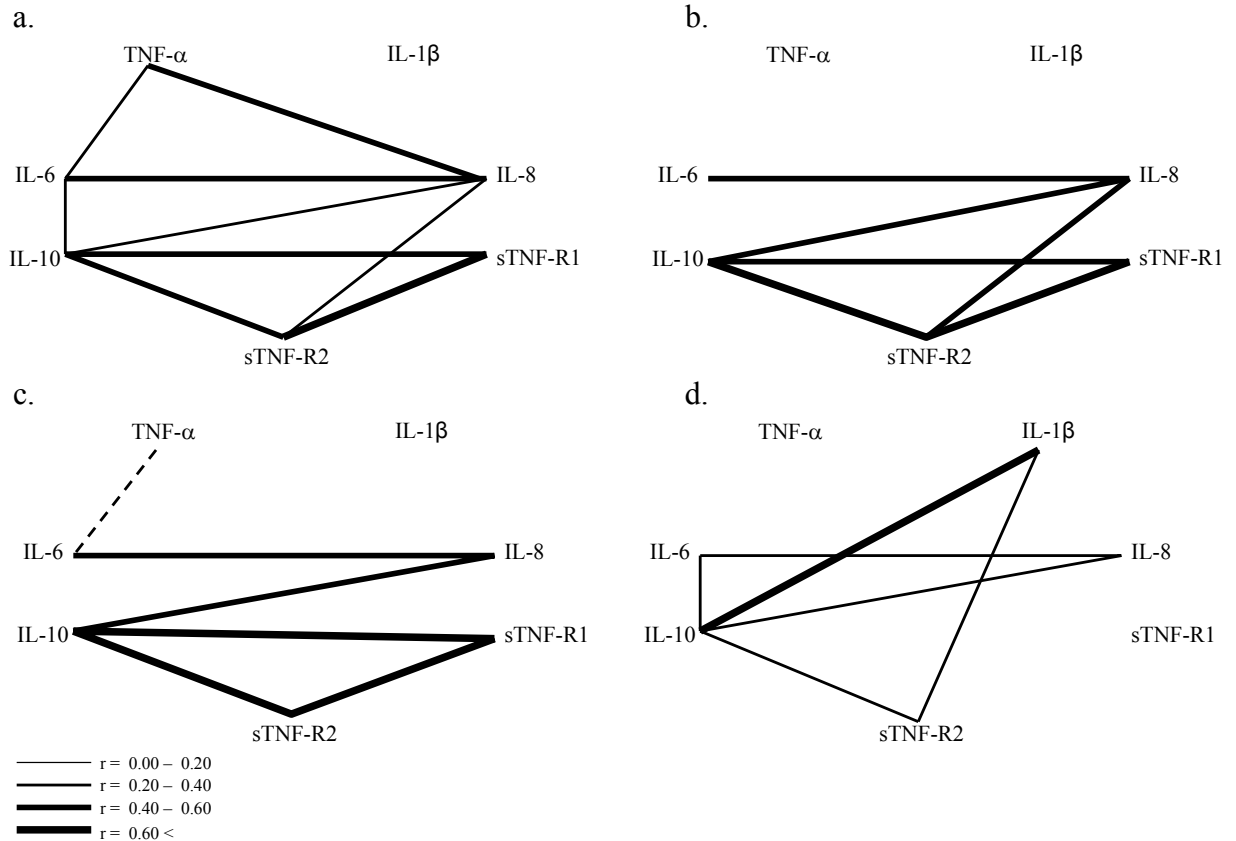 a.
TNF-α
IL-1β
IL-6
IL-8
IL-10
sTNF-R1
sTNF-R2
b.
TNF-α
IL-1β
IL-6
IL-8
IL-10
sTNF-R1
sTNF-R2
c.
TNF-α
IL-1β
IL-6
IL-8
IL-10
sTNF-R1
sTNF-R2
d.
TNF-α
IL-1β
IL-6
IL-8
IL-10
sTNF-R1
sTNF-R2
r = 0.00 – 0.20
r = 0.20 – 0.40
r = 0.40 – 0.60
r = 0.60 <